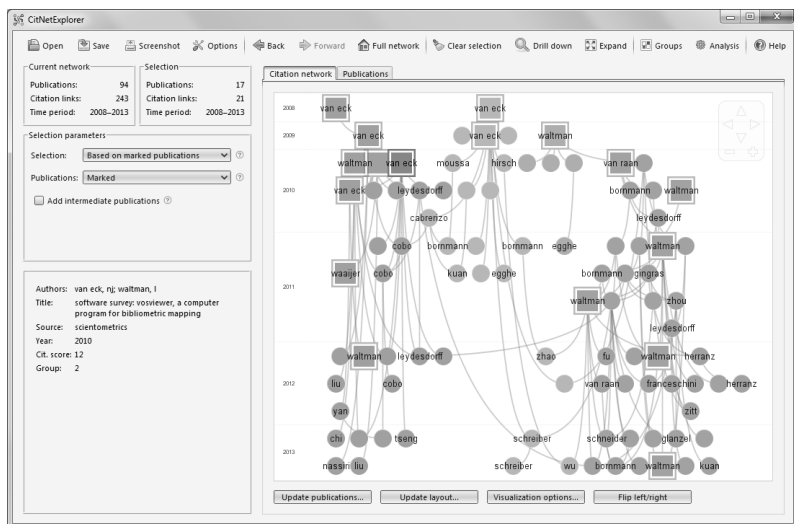 CitNetExplorer
Open Save Screenshot Options Back Forward Full network Clear selection Drill down Expand Groups Analysis Help
Current network
Publications: 94
Citation links: 243
Time period: 2008–2013
Selection
Publications: 17
Citation links: 21
Time period: 2008–2013
Selection parameters
Selection: Based on marked publications
Publications: Marked
Add intermediate publications
Authors: van eck, nj; waltman, l
Title: software survey: vosviewer, a computer
program for bibliometric mapping
Source: scientometrics
Year: 2010
Cit. score: 12
Group: 2
Citation network Publications
2008 van eck van eck
2009 van eck van eck waltman
waltman van eck moussa hirsch van raan
2010 van eck leydesdorff bornmann waltman
cabrerizo leydesdorff
cobo bornmann bornmann egghe waltman
waaijer cobo kuan egghe bornmann gingras
2011
waltman zhou
leydesdorff
waltman leydesdorff zhao fu waltman herranz
2012 liu cobo van raan franceschini herranz
yan zitt
chi tseng schreiber schneider glanzel
2013
nassiri liu schreiber wu bornmann waltman kuan
Update publications... Update layout... Visualization options... Flip left/right